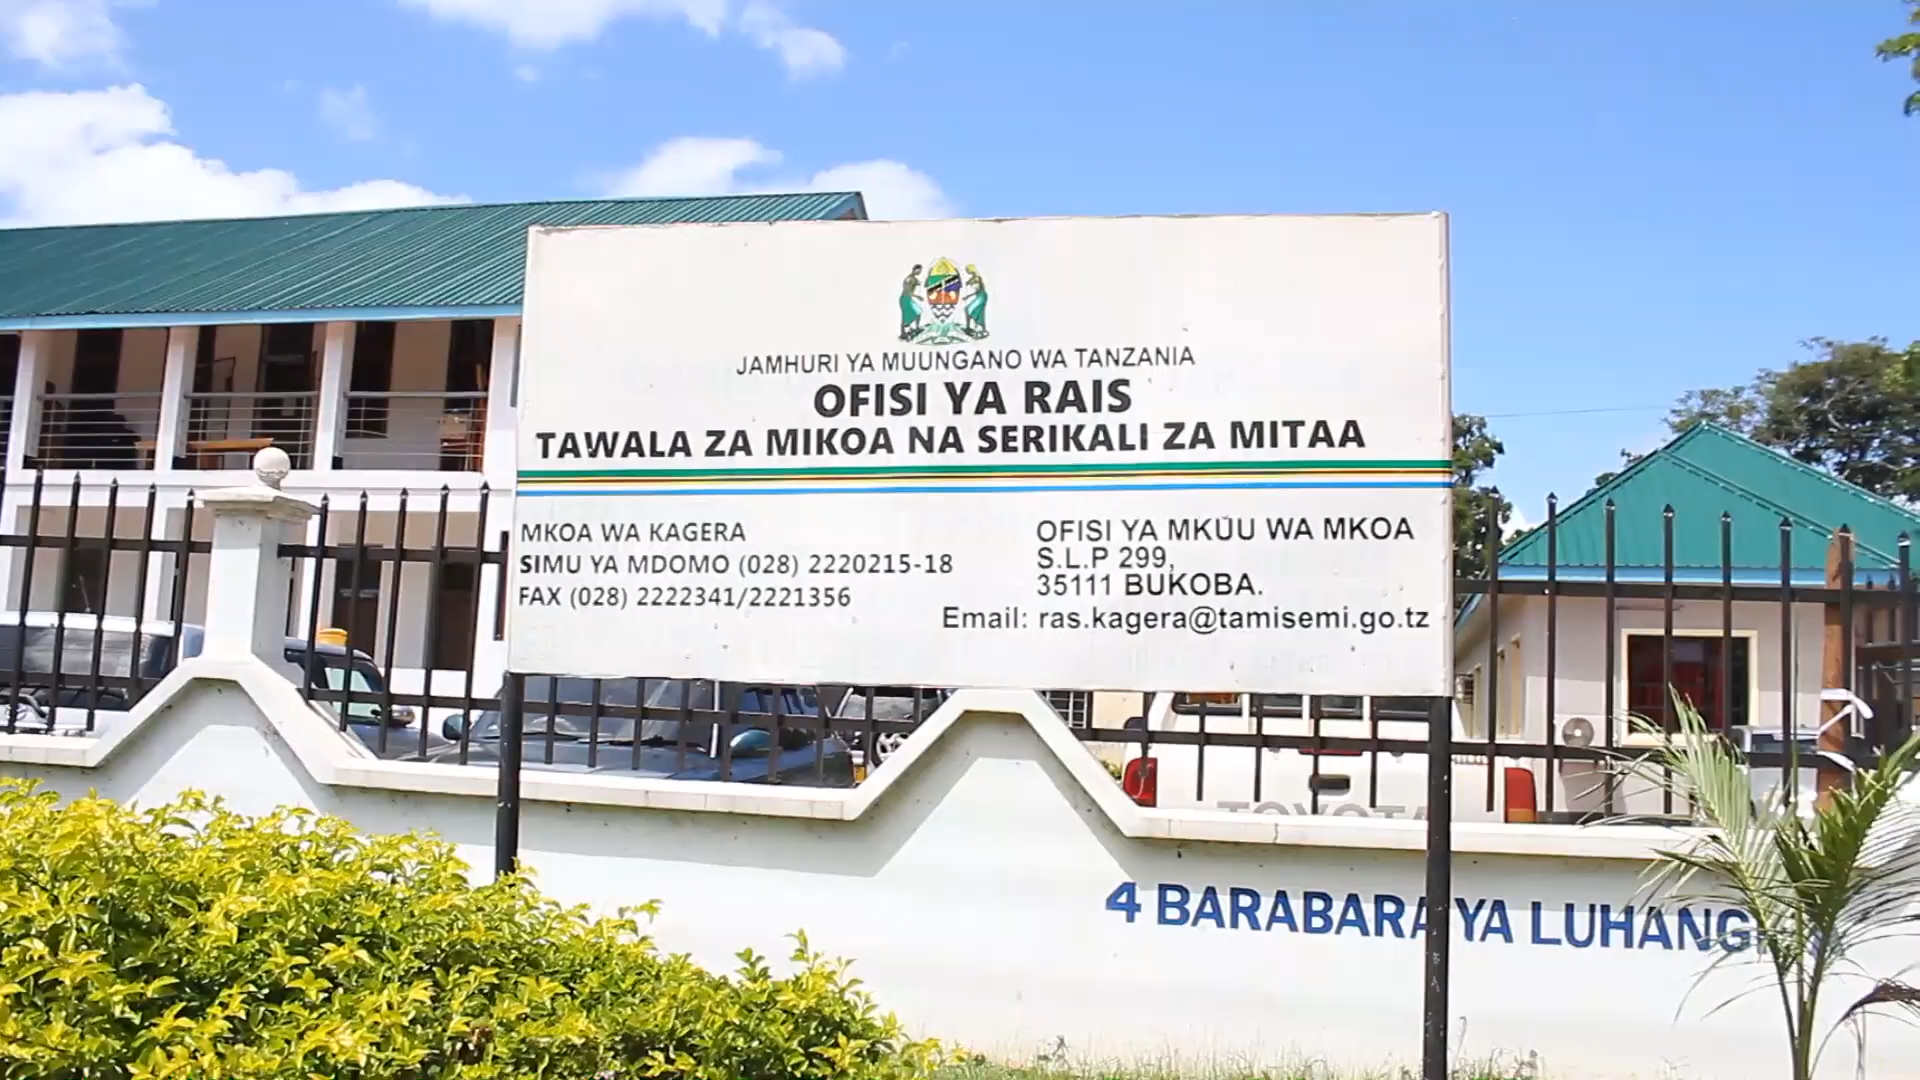 JAMHURI YA MUUNGANO WA TANZANIA
OFISI YA RAIS
TAWALA ZA MIKOA NA SERIKALI ZA MITAA
MKOA WA KAGERA
SIMU YA MDOMO (028) 2220215-18
FAX (028) 2222341/2221356
OFISI YA MKUU WA MKOA
S.L.P 299,
35111 BUKOBA.
Email: ras.kagera@tamisemi.go.tz
TOYOTA
4 BARABARA YA